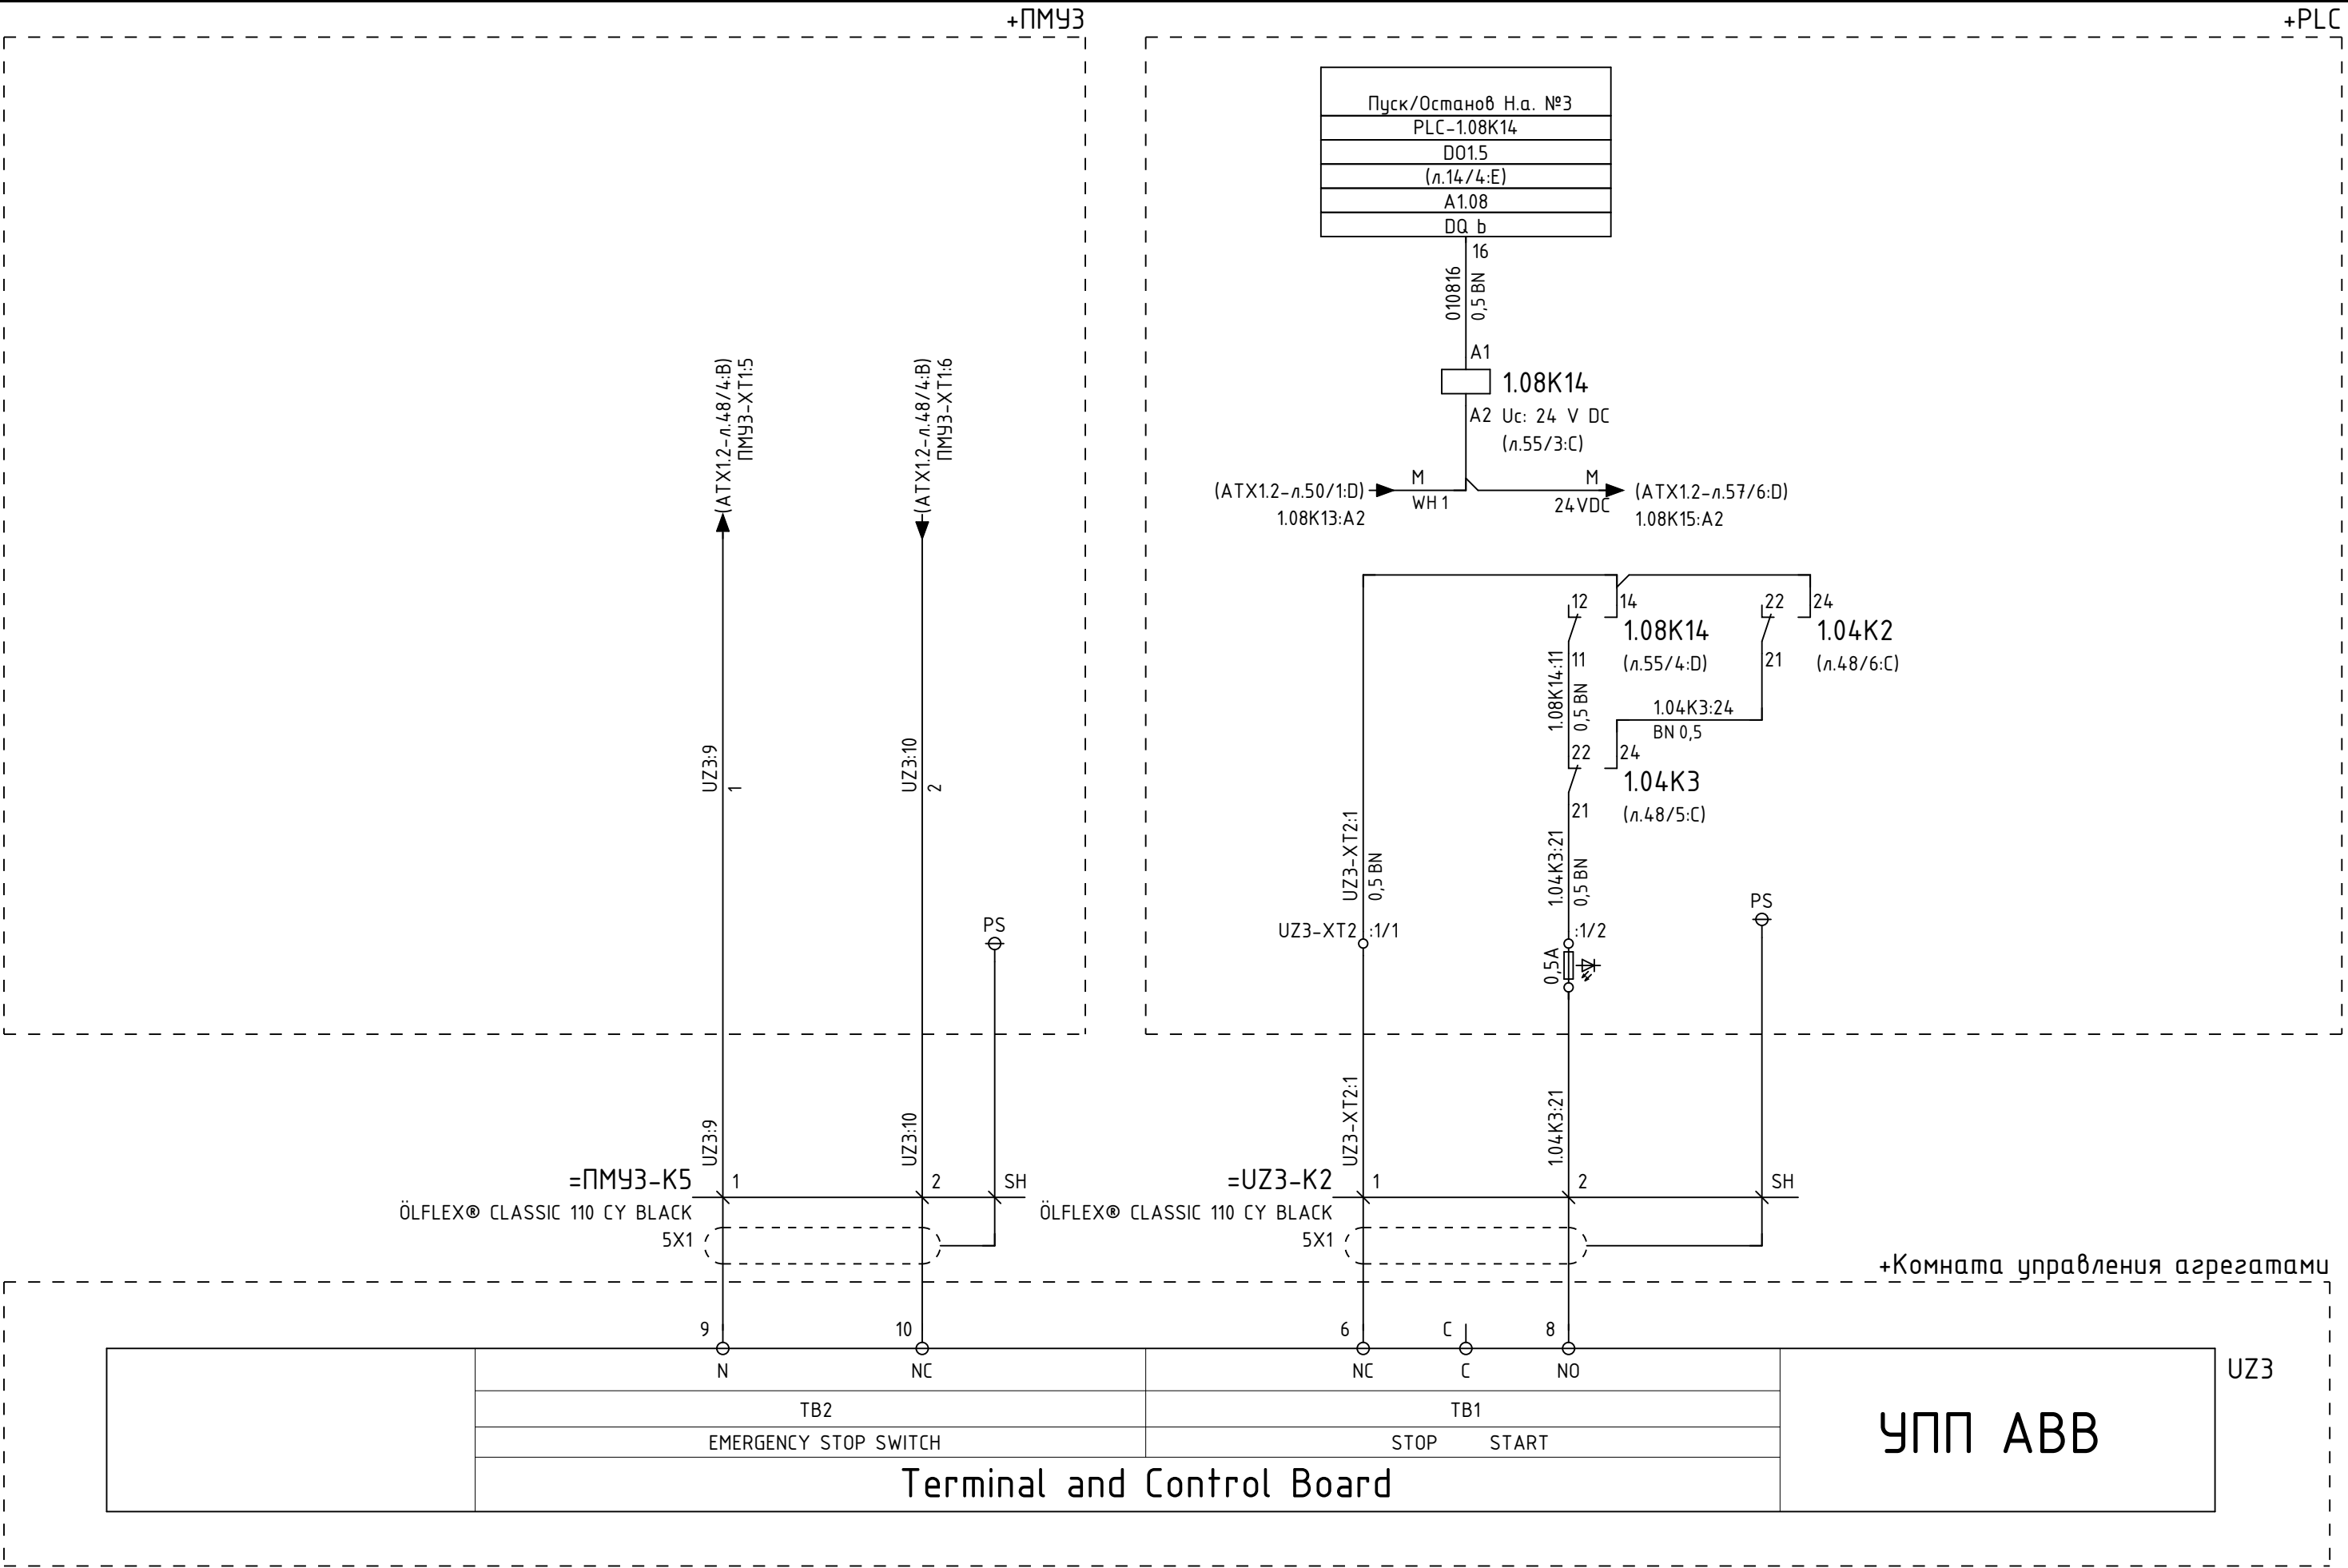 +ПМУ3
+PLC
Пуск/Останов Н.а. №3
PLC-1.08K14
DO1.5
(л.14/4:E)
A1.08
DQ b
16
010816
0,5 BN
A1
1.08K14
A2 Uc: 24 V DC
(л.55/3:C)
(АТХ1.2-л.48/4:B)
ПМУ3-XT1:5
(АТХ1.2-л.48/4:B)
ПМУ3-XT1:6
(АТХ1.2-л.50/1:D)
1.08K13:A2
M
WH 1
M
24VDC
(АТХ1.2-л.57/6:D)
1.08K15:A2
12
14
1.08K14
(л.55/4:D)
11
22
24
1.04K2
(л.48/6:C)
21
1.08K14:11
0,5 BN
1.04K3:24
BN 0,5
22
24
1.04K3
(л.48/5:C)
21
UZ3:9
1
UZ3:10
2
UZ3-XT2:1
0,5 BN
1.04K3:21
0,5 BN
PS
PS
UZ3-XT2 :1/1
:1/2
0,5A
UZ3:9
UZ3:10
UZ3-XT2:1
1.04K3:21
=ПМУ3-K5
1
2
SH
ÖLFLEX® CLASSIC 110 CY BLACK
5X1
=UZ3-K2
1
2
SH
ÖLFLEX® CLASSIC 110 CY BLACK
5X1
+Комната управления агрегатами
9
10
6
C
8
N
NC
NC
C
NO
UZ3
TB2
TB1
УПП ABB
EMERGENCY STOP SWITCH
STOP START
Terminal and Control Board